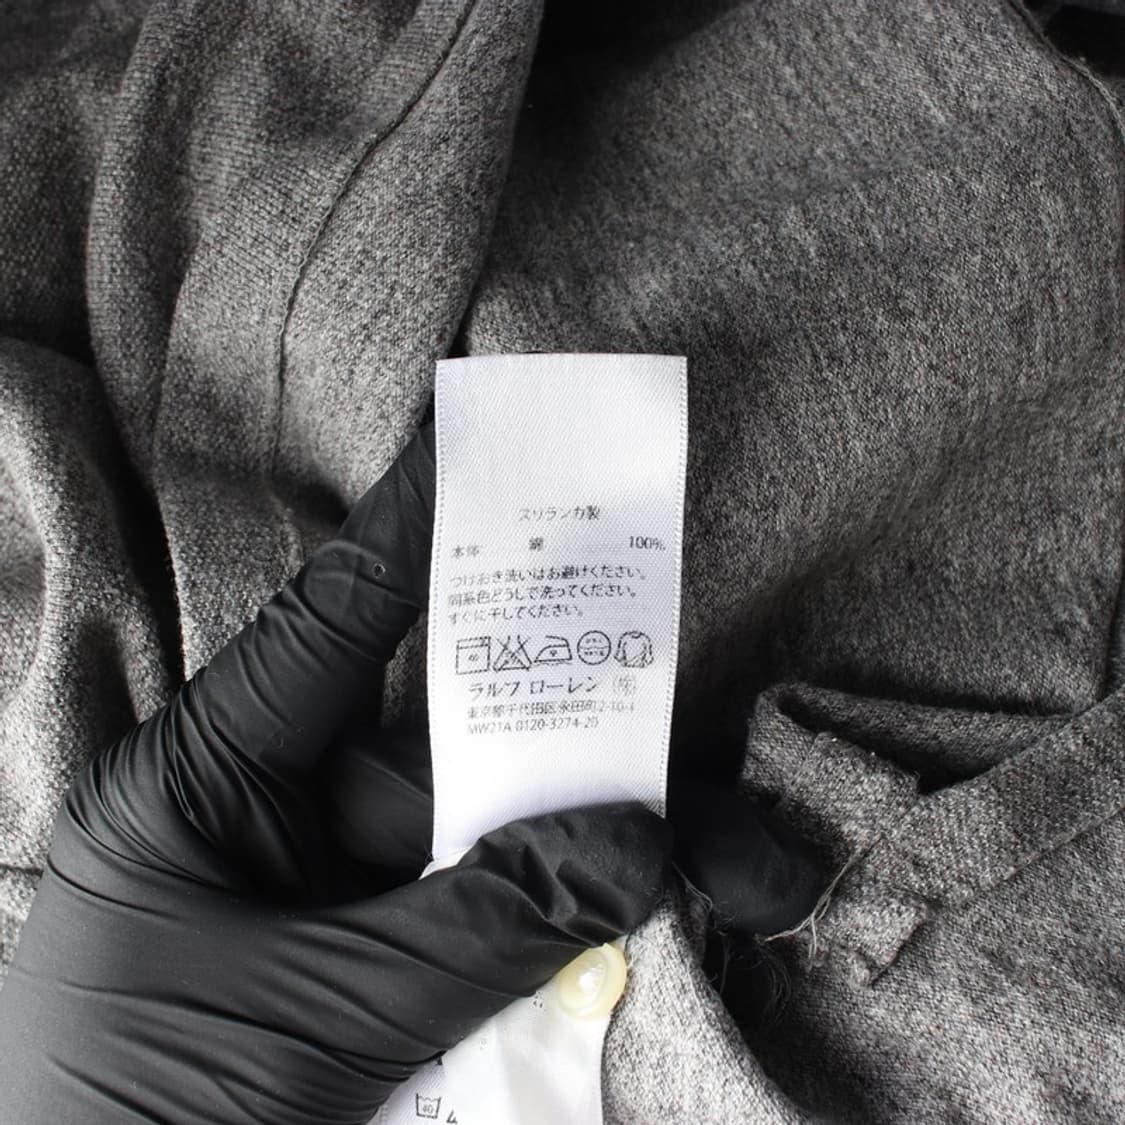 スリランカ製
本体 綿 100%
つけおき洗いはお避けください。
同系色どうしで洗ってください。
すぐに干してください。
40
ラルフ ローレン (株)
東京都千代田区永田町2-10-1
MW21A 0120-3274-20
40